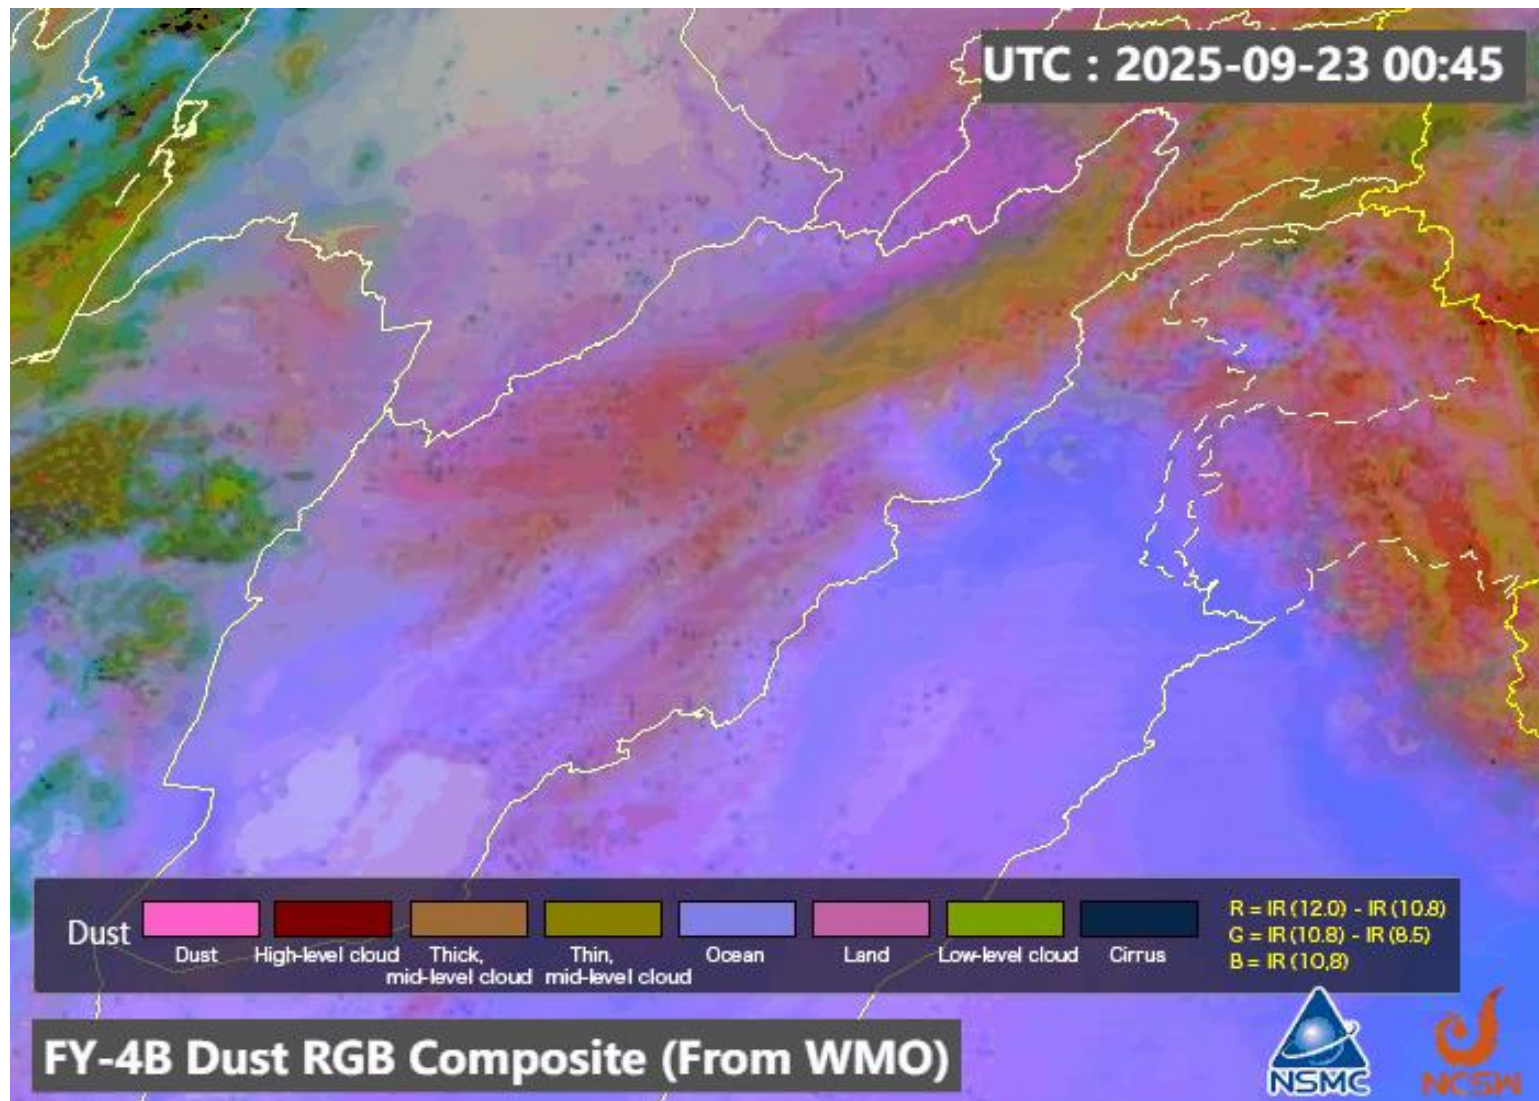 UTC : 2025-09-23 00:45
Dust
Dust
High-level cloud
Thick,
mid-level cloud
Thin,
mid-level cloud
Ocean
Land
Low-level cloud
Cirrus
R = IR (12.0) - IR (10.8)
G = IR (10.8) - IR (8.5)
B = IR (10,8)
FY-4B Dust RGB Composite (From WMO)
NSMC
NCSW